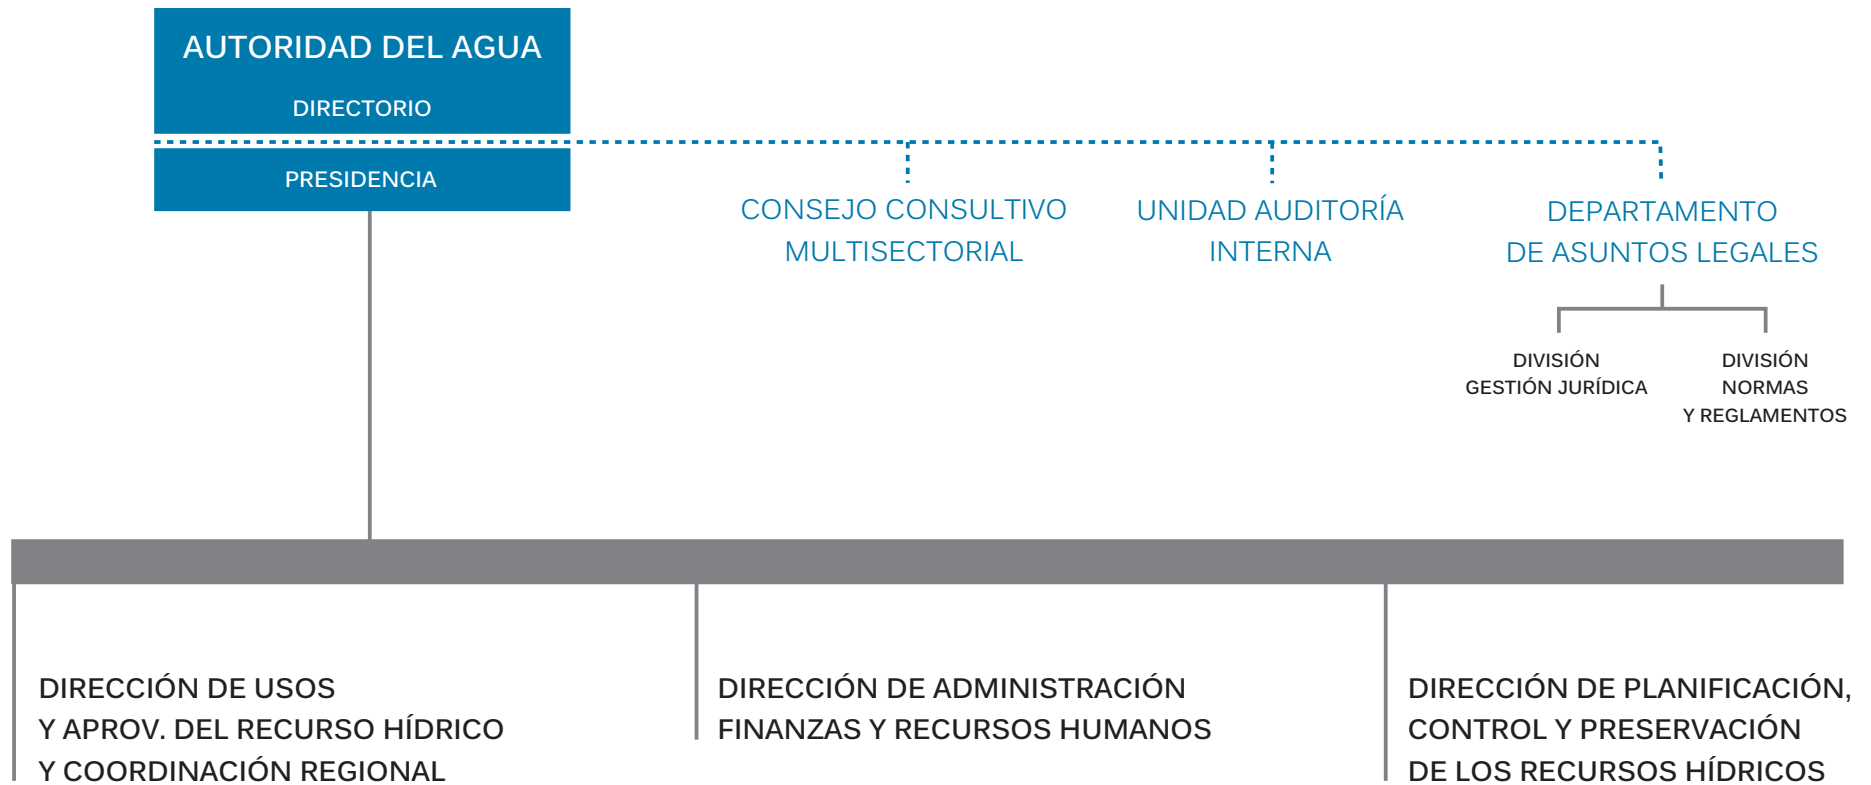 AUTORIDAD DEL AGUA
DIRECTORIO
PRESIDENCIA
CONSEJO CONSULTIVO
MULTISECTORIAL
UNIDAD AUDITORÍA
INTERNA
DEPARTAMENTO
DE ASUNTOS LEGALES
DIVISIÓN
GESTIÓN JURÍDICA
DIVISIÓN
NORMAS
Y REGLAMENTOS
DIRECCIÓN DE USOS
Y APROV. DEL RECURSO HÍDRICO
Y COORDINACIÓN REGIONAL
DIRECCIÓN DE ADMINISTRACIÓN
FINANZAS Y RECURSOS HUMANOS
DIRECCIÓN DE PLANIFICACIÓN,
CONTROL Y PRESERVACIÓN
DE LOS RECURSOS HÍDRICOS